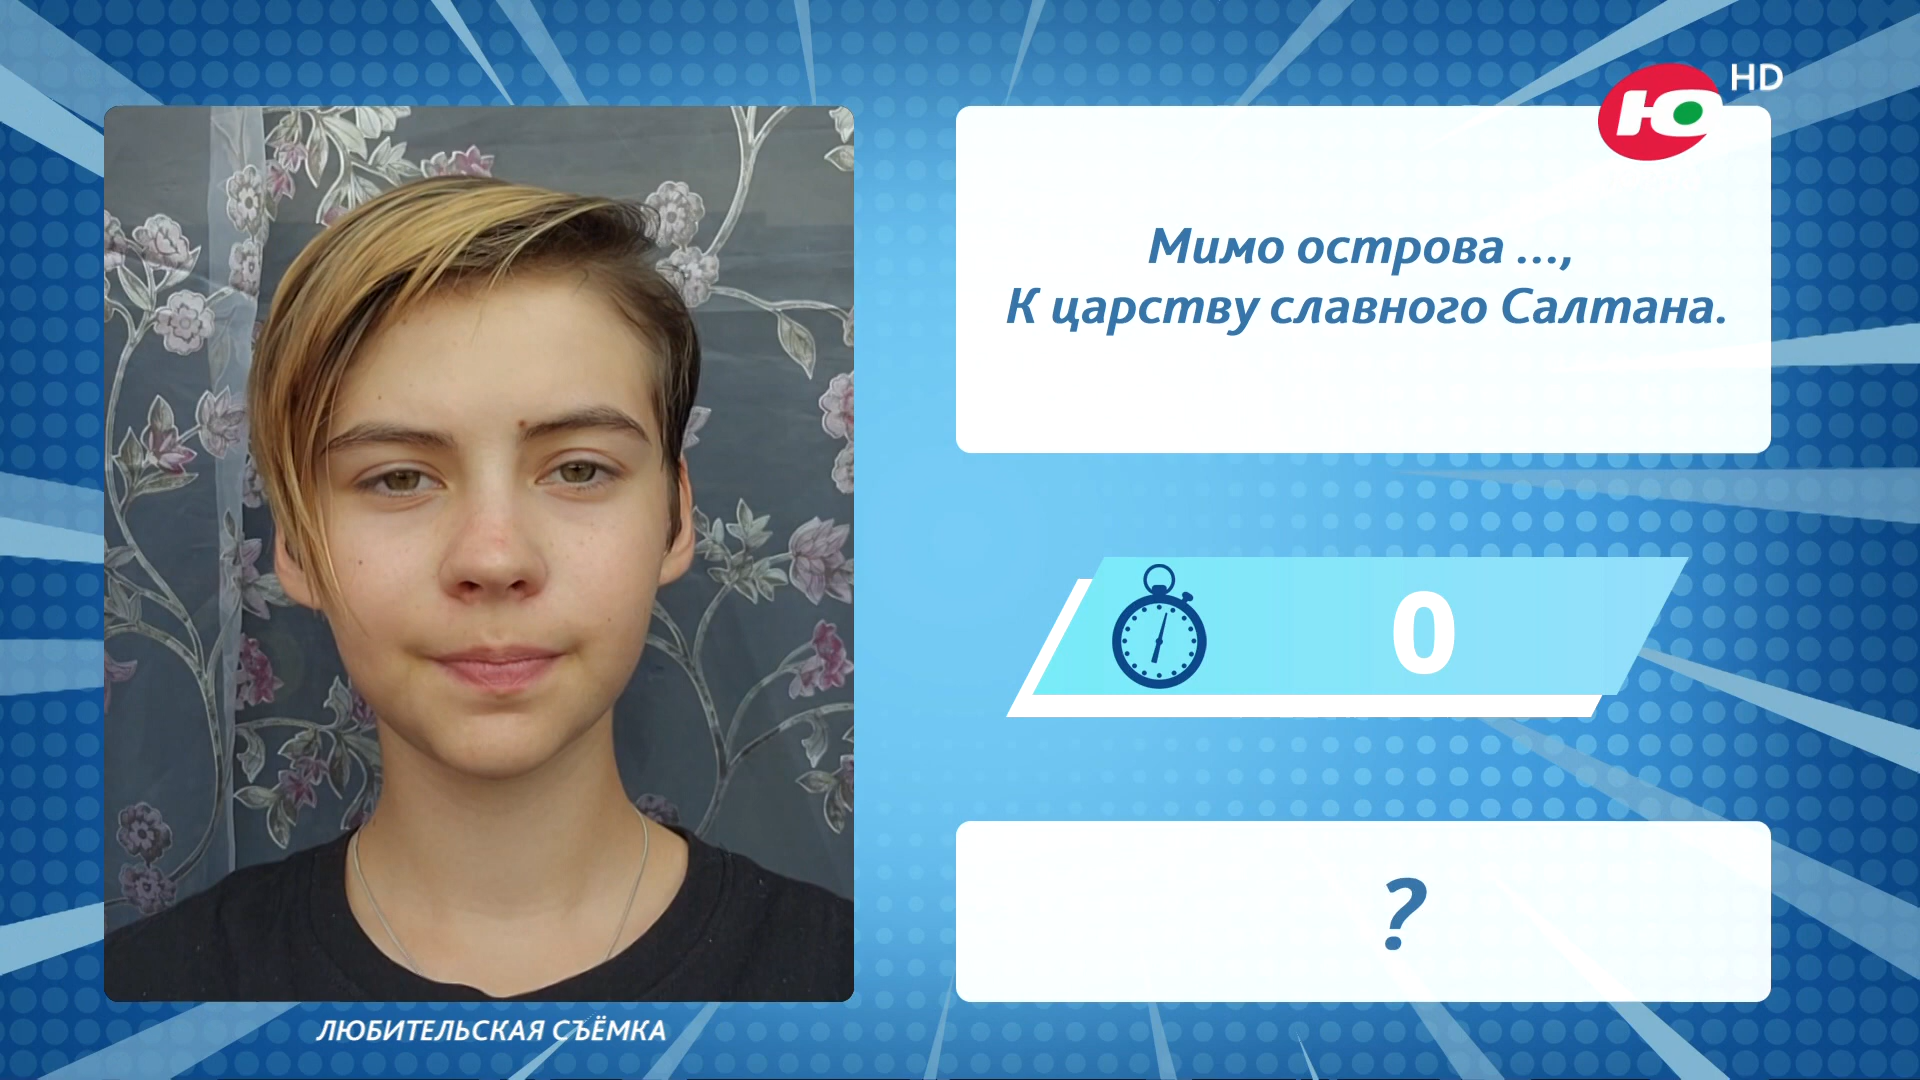 Ю HD
Мимо острова ...,
К царству славного Салтана.
0
?
ЛЮБИТЕЛЬСКАЯ СЪЁМКА